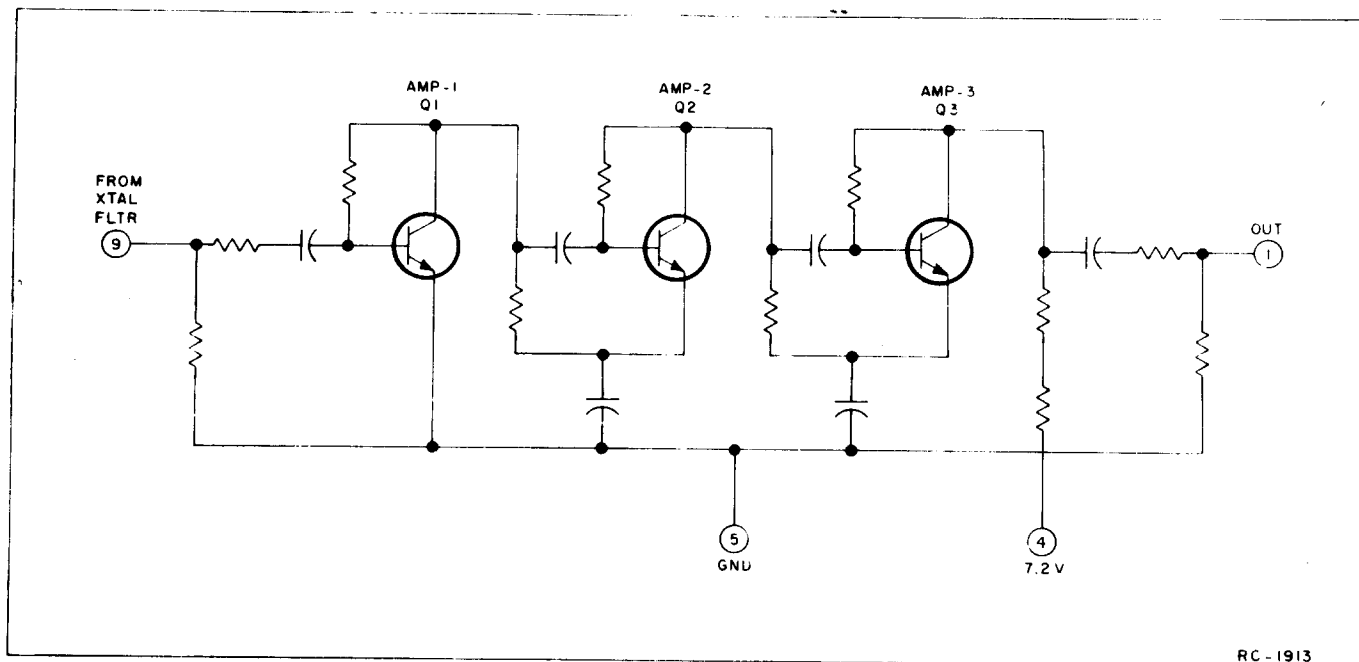 AMP-1
Q1
AMP-2
Q2
AMP-3
Q3
FROM
XTAL
FLTR
9
OUT
1
5
GND
4
7.2V
RC-1913